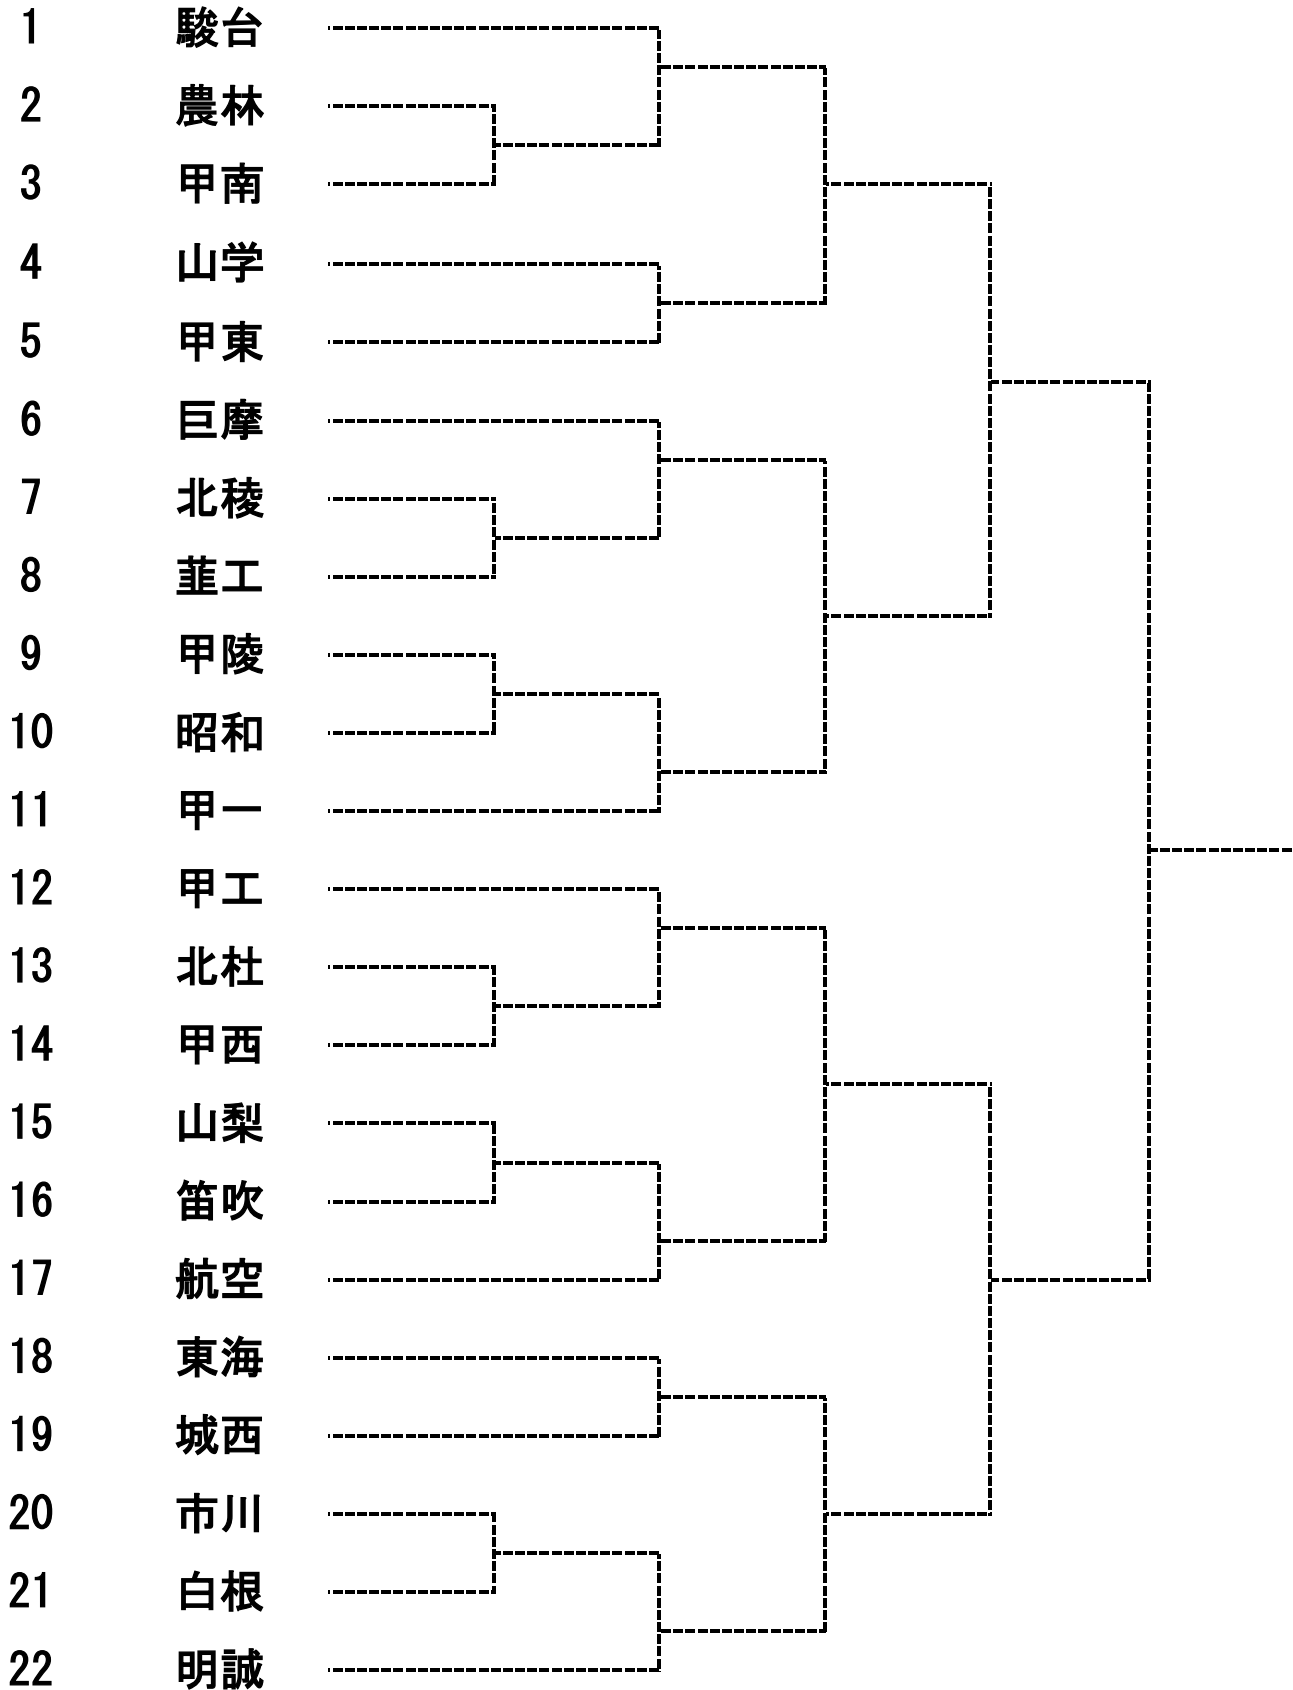 1 駿台
2 農林
3 甲南
4 山学
5 甲東
6 巨摩
7 北稜
8 韮工
9 甲陵
10 昭和
11 甲一
12 甲工
13 北杜
14 甲西
15 山梨
16 笛吹
17 航空
18 東海
19 城西
20 市川
21 白根
22 明誠